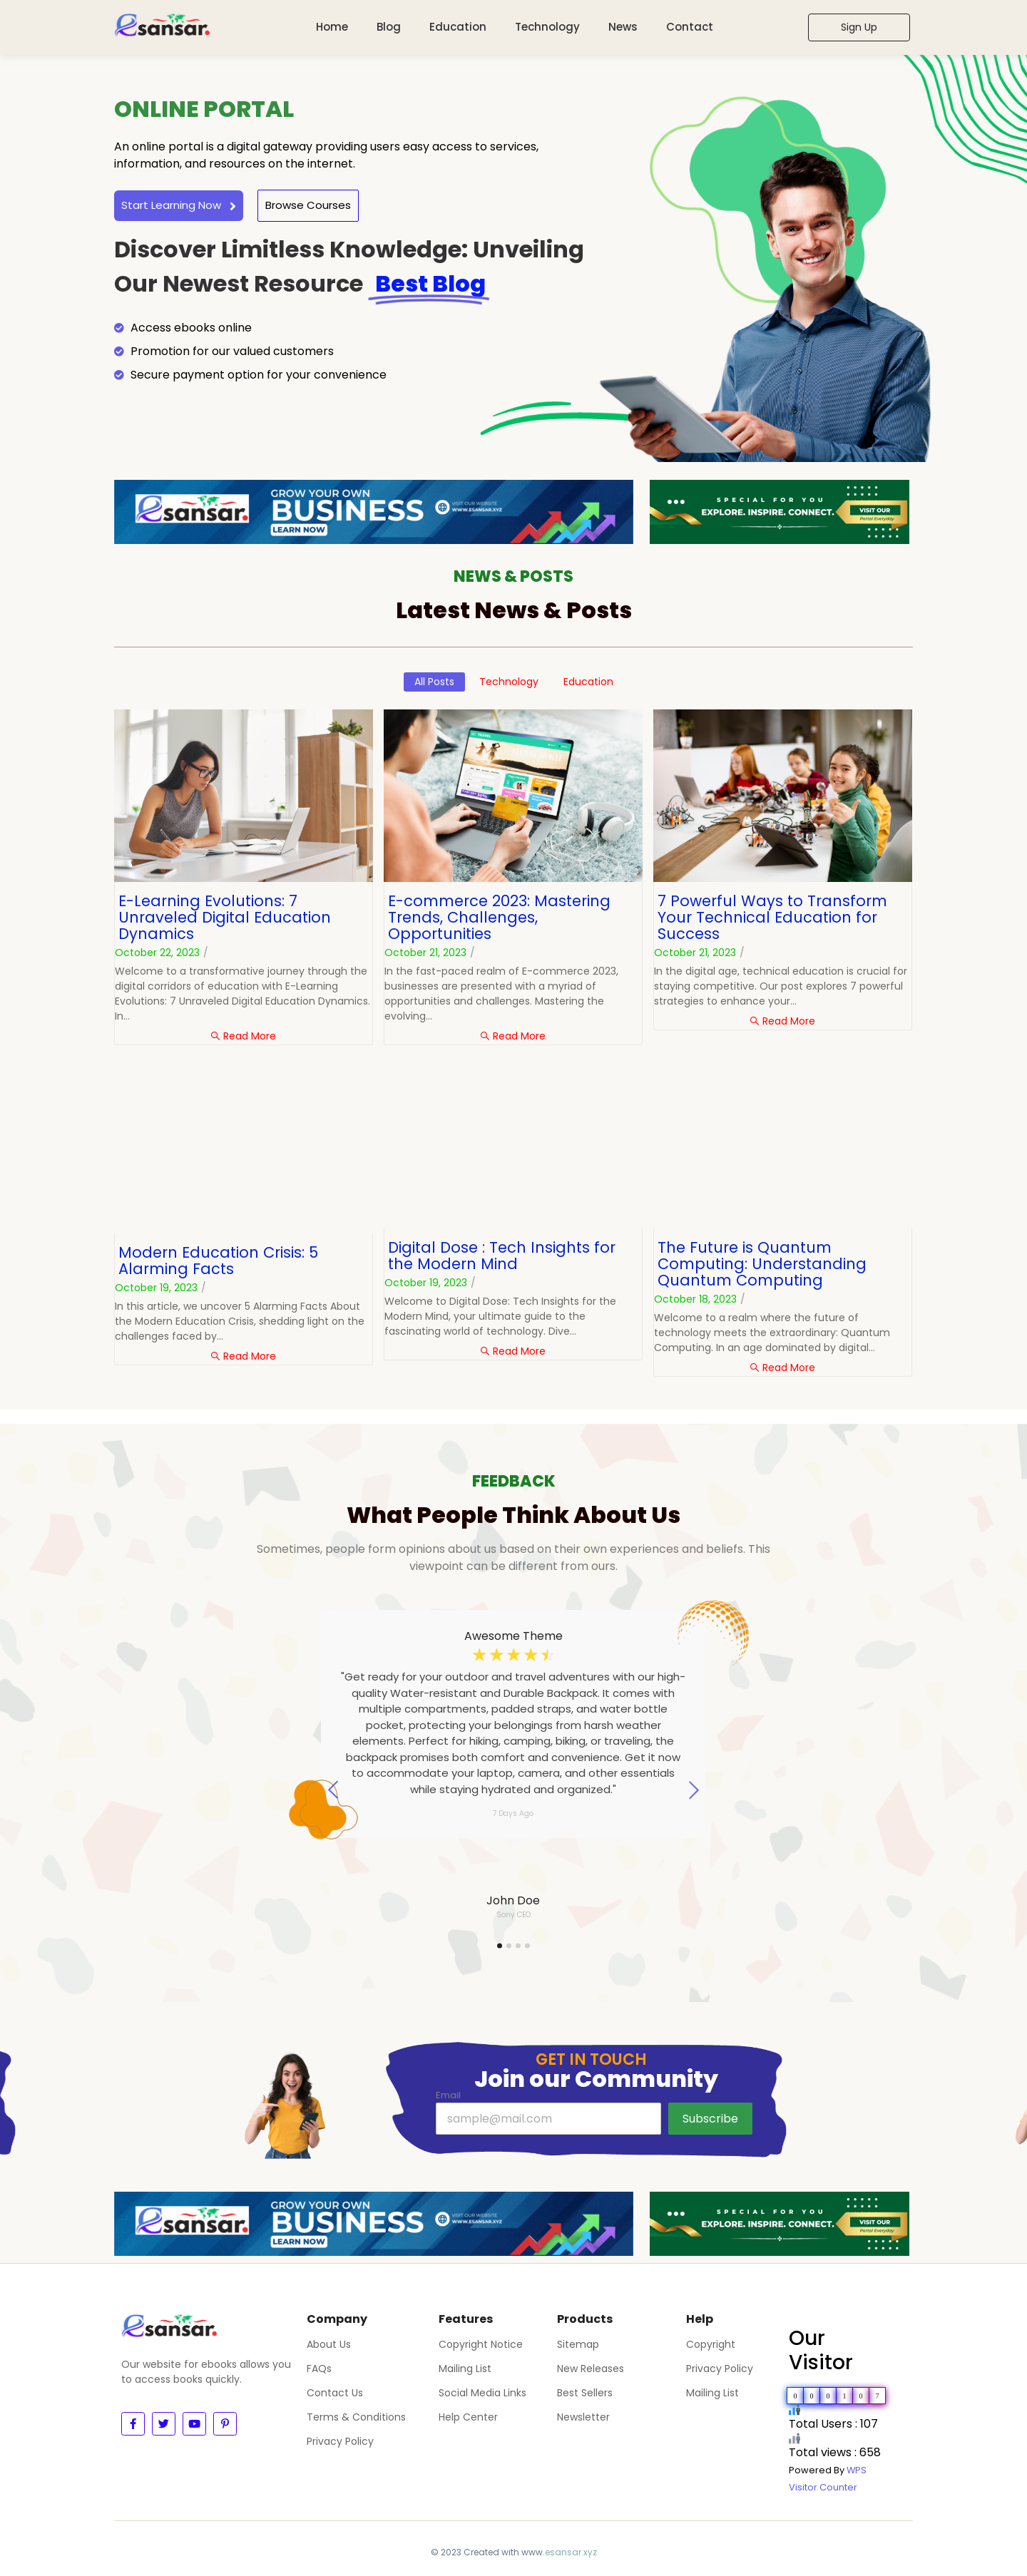 esansar.
Home Blog Education Technology News Contact Sign Up
ONLINE PORTAL
An online portal is a digital gateway providing users easy access to services,
information, and resources on the internet.
Start Learning Now
Browse Courses
Discover Limitless Knowledge: Unveiling
Our Newest Resource Best Blog
Access ebooks online
Promotion for our valued customers
Secure payment option for your convenience
esansar.
GROW YOUR OWN
BUSINESS
LEARN NOW
VISIT OUR WEBSITE
WWW.ESANSAR.XYZ
SPECIAL FOR YOU
EXPLORE. INSPIRE. CONNECT.
VISIT OUR
Portal Everyday
NEWS & POSTS
Latest News & Posts
All Posts Technology Education
E-Learning Evolutions: 7
Unraveled Digital Education
Dynamics
October 22, 2023 /
Welcome to a transformative journey through the
digital corridors of education with E-Learning
Evolutions: 7 Unraveled Digital Education Dynamics.
In...
Read More
E-commerce 2023: Mastering
Trends, Challenges,
Opportunities
October 21, 2023 /
In the fast-paced realm of E-commerce 2023,
businesses are presented with a myriad of
opportunities and challenges. Mastering the
evolving...
Read More
7 Powerful Ways to Transform
Your Technical Education for
Success
October 21, 2023 /
In the digital age, technical education is crucial for
staying competitive. Our post explores 7 powerful
strategies to enhance your...
Read More
Modern Education Crisis: 5
Alarming Facts
October 19, 2023 /
In this article, we uncover 5 Alarming Facts About
the Modern Education Crisis, shedding light on the
challenges faced by...
Read More
Digital Dose : Tech Insights for
the Modern Mind
October 19, 2023 /
Welcome to Digital Dose: Tech Insights for the
Modern Mind, your ultimate guide to the
fascinating world of technology. Dive...
Read More
The Future is Quantum
Computing: Understanding
Quantum Computing
October 18, 2023 /
Welcome to a realm where the future of
technology meets the extraordinary: Quantum
Computing. In an age dominated by digital...
Read More
FEEDBACK
What People Think About Us
Sometimes, people form opinions about us based on their own experiences and beliefs. This
viewpoint can be different from ours.
Awesome Theme
"Get ready for your outdoor and travel adventures with our high-
quality Water-resistant and Durable Backpack. It comes with
multiple compartments, padded straps, and water bottle
pocket, protecting your belongings from harsh weather
elements. Perfect for hiking, camping, biking, or traveling, the
backpack promises both comfort and convenience. Get it now
to accommodate your laptop, camera, and other essentials
while staying hydrated and organized."
7 Days Ago
John Doe
Sony CEO
GET IN TOUCH
Join our Community
Email
sample@mail.com
Subscribe
esansar.
GROW YOUR OWN
BUSINESS
LEARN NOW
VISIT OUR WEBSITE
WWW.ESANSAR.XYZ
SPECIAL FOR YOU
EXPLORE. INSPIRE. CONNECT.
VISIT OUR
Portal Everyday
esansar.
Our website for ebooks allows you
to access books quickly.
Company
About Us
FAQs
Contact Us
Terms & Conditions
Privacy Policy
Features
Copyright Notice
Mailing List
Social Media Links
Help Center
Products
Sitemap
New Releases
Best Sellers
Newsletter
Help
Copyright
Privacy Policy
Mailing List
Our
Visitor
0 0 0 1 0 7
Total Users : 107
Total views : 658
Powered By WPS
Visitor Counter
© 2023 Created with www.esansar.xyz